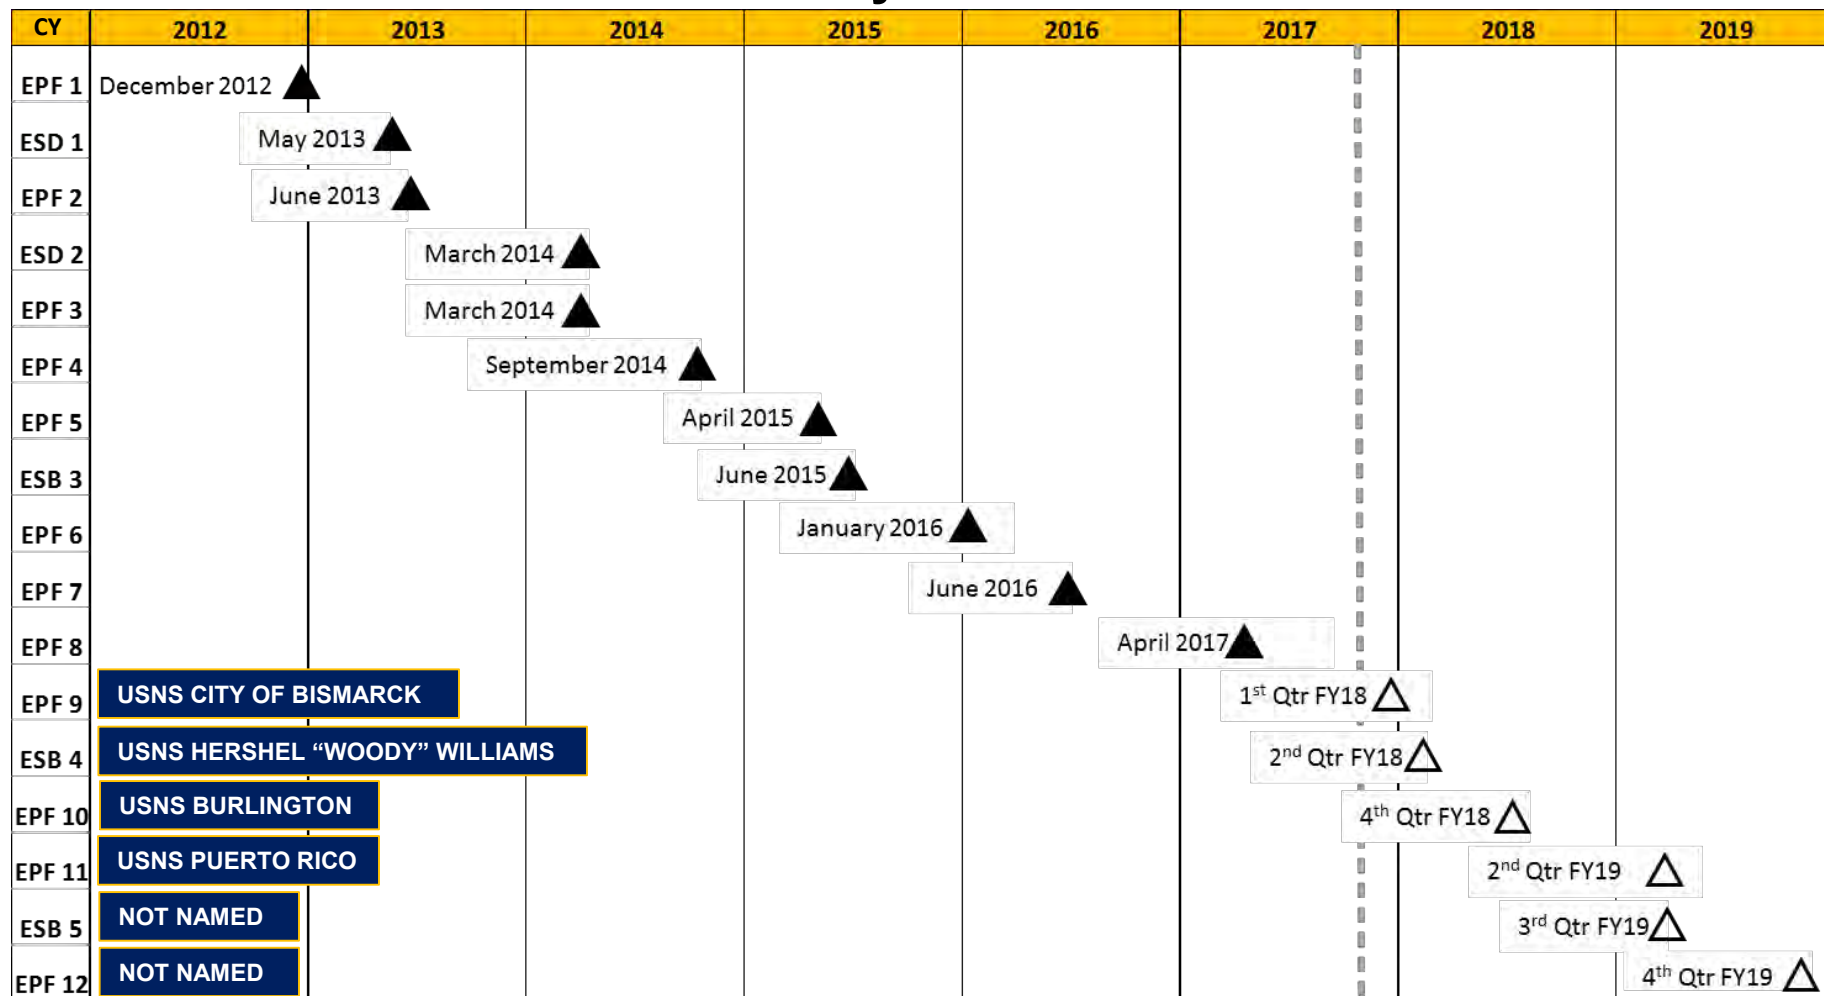 CY 2012 2013 2014 2015 2016 2017 2018 2019
EPF 1 December 2012
ESD 1 May 2013
EPF 2 June 2013
ESD 2 March 2014
EPF 3 March 2014
EPF 4 September 2014
EPF 5 April 2015
ESB 3 June 2015
EPF 6 January 2016
EPF 7 June 2016
EPF 8 April 2017
EPF 9 USNS CITY OF BISMARCK 1st Qtr FY18
ESB 4 USNS HERSHEL “WOODY” WILLIAMS 2nd Qtr FY18
EPF 10 USNS BURLINGTON 4th Qtr FY18
EPF 11 USNS PUERTO RICO 2nd Qtr FY19
ESB 5 NOT NAMED 3rd Qtr FY19
EPF 12 NOT NAMED 4th Qtr FY19